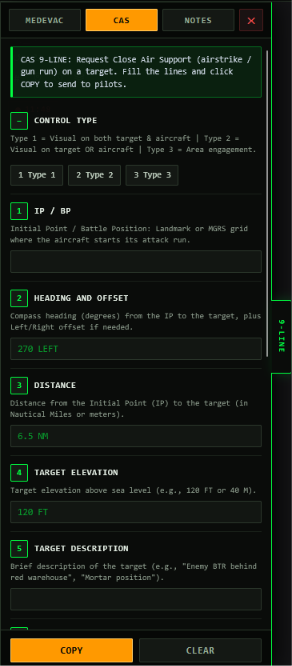 MEDEVAC
CAS
NOTES
×
CAS 9-LINE: Request Close Air Support (airstrike /
gun run) on a target. Fill the lines and click
COPY to send to pilots.
– CONTROL TYPE
Type 1 = Visual on both target & aircraft | Type 2 =
Visual on target OR aircraft | Type 3 = Area engagement.
1 Type 1
2 Type 2
3 Type 3
1 IP / BP
Initial Point / Battle Position: Landmark or MGRS grid
where the aircraft starts its attack run.
2 HEADING AND OFFSET
Compass heading (degrees) from the IP to the target, plus
Left/Right offset if needed.
270 LEFT
3 DISTANCE
Distance from the Initial Point (IP) to the target (in
Nautical Miles or meters).
6.5 NM
4 TARGET ELEVATION
Target elevation above sea level (e.g., 120 FT or 40 M).
120 FT
5 TARGET DESCRIPTION
Brief description of the target (e.g., "Enemy BTR behind
red warehouse", "Mortar position").
COPY
CLEAR
9-LINE